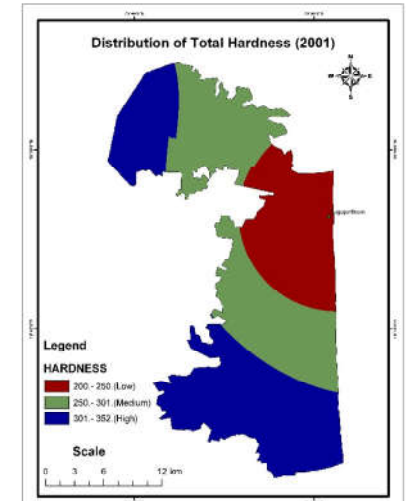 Distribution of Total Hardness (2001)
N
W E
S
Legend
HARDNESS
200.- 250 (Low)
250.- 301.(Medium)
301.- 352.(High)
Scale
0 3 6 12 km